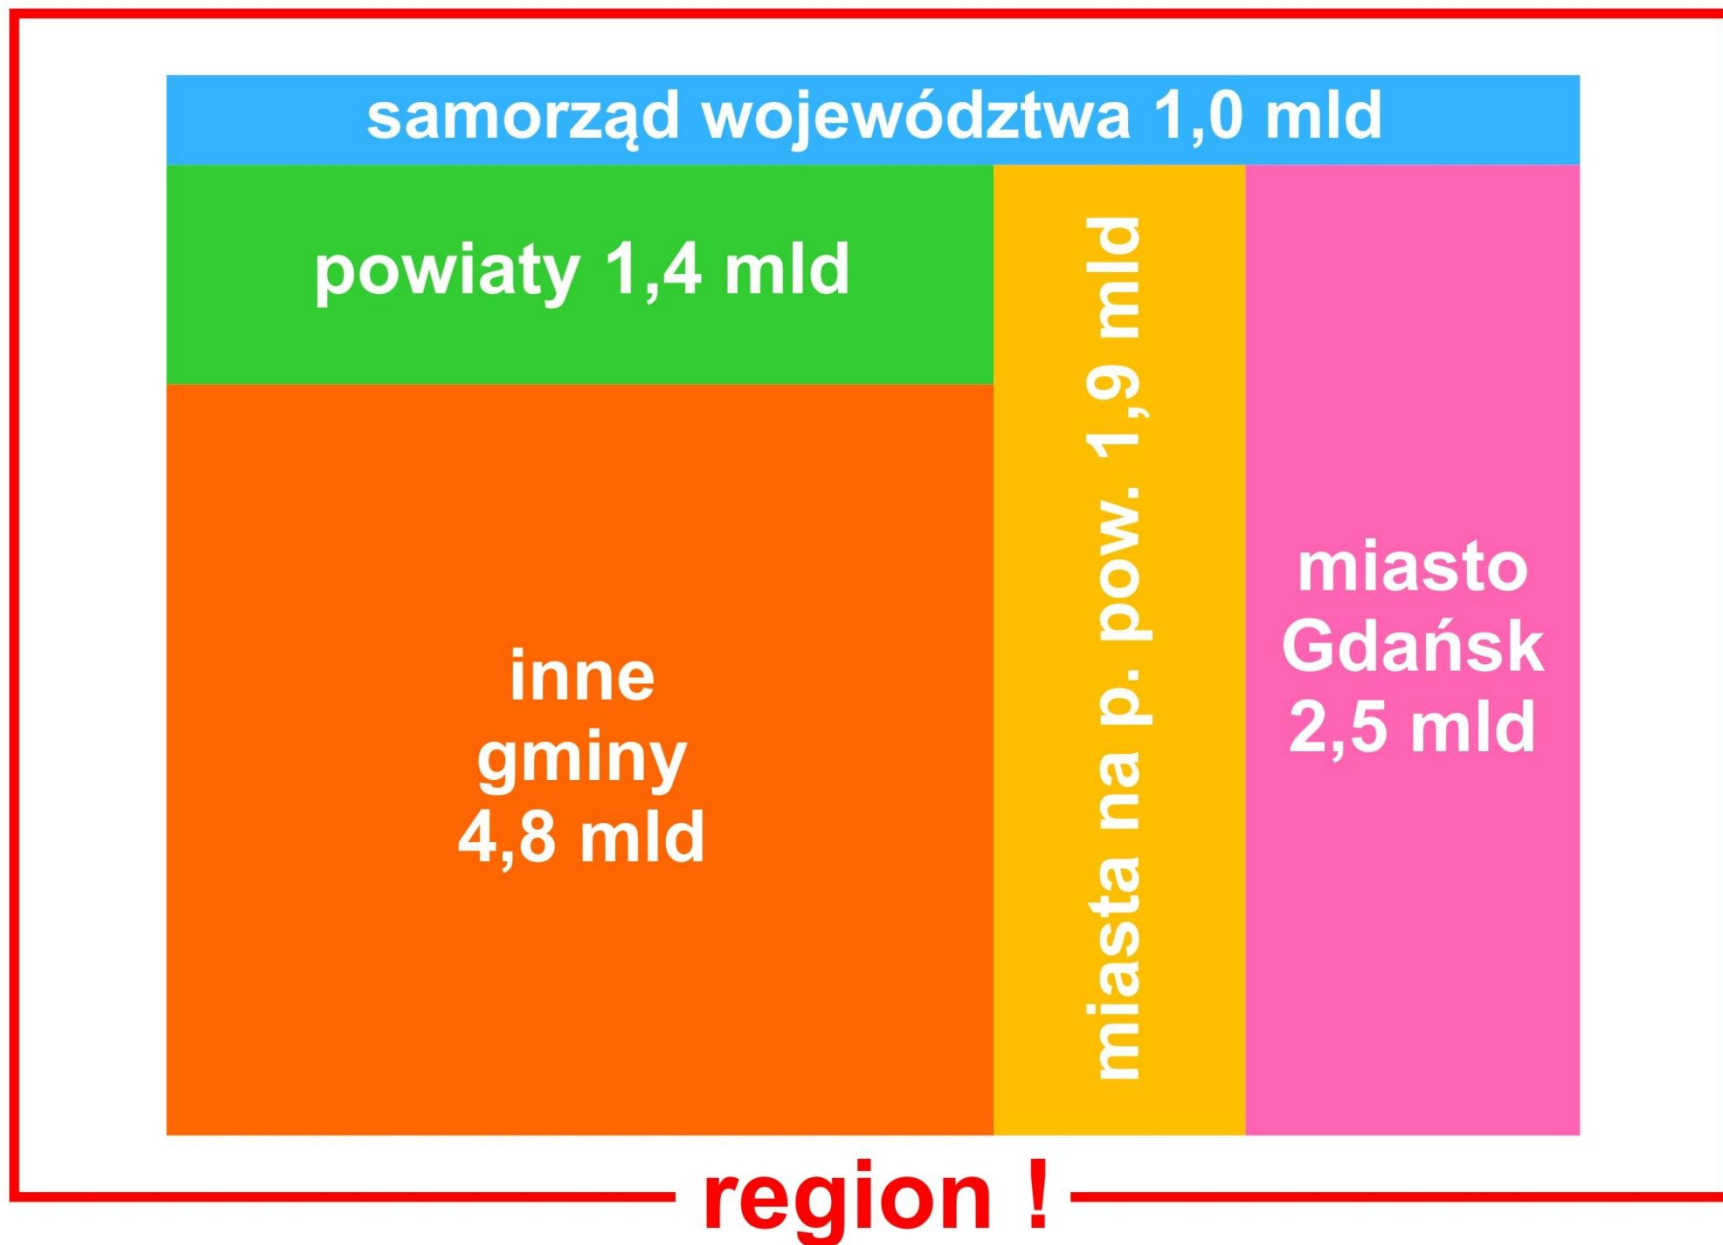 samorząd województwa 1,0 mld
powiaty 1,4 mld
inne
gminy
4,8 mld
miasta na p. pow. 1,9 mld
miasto
Gdańsk
2,5 mld
region !